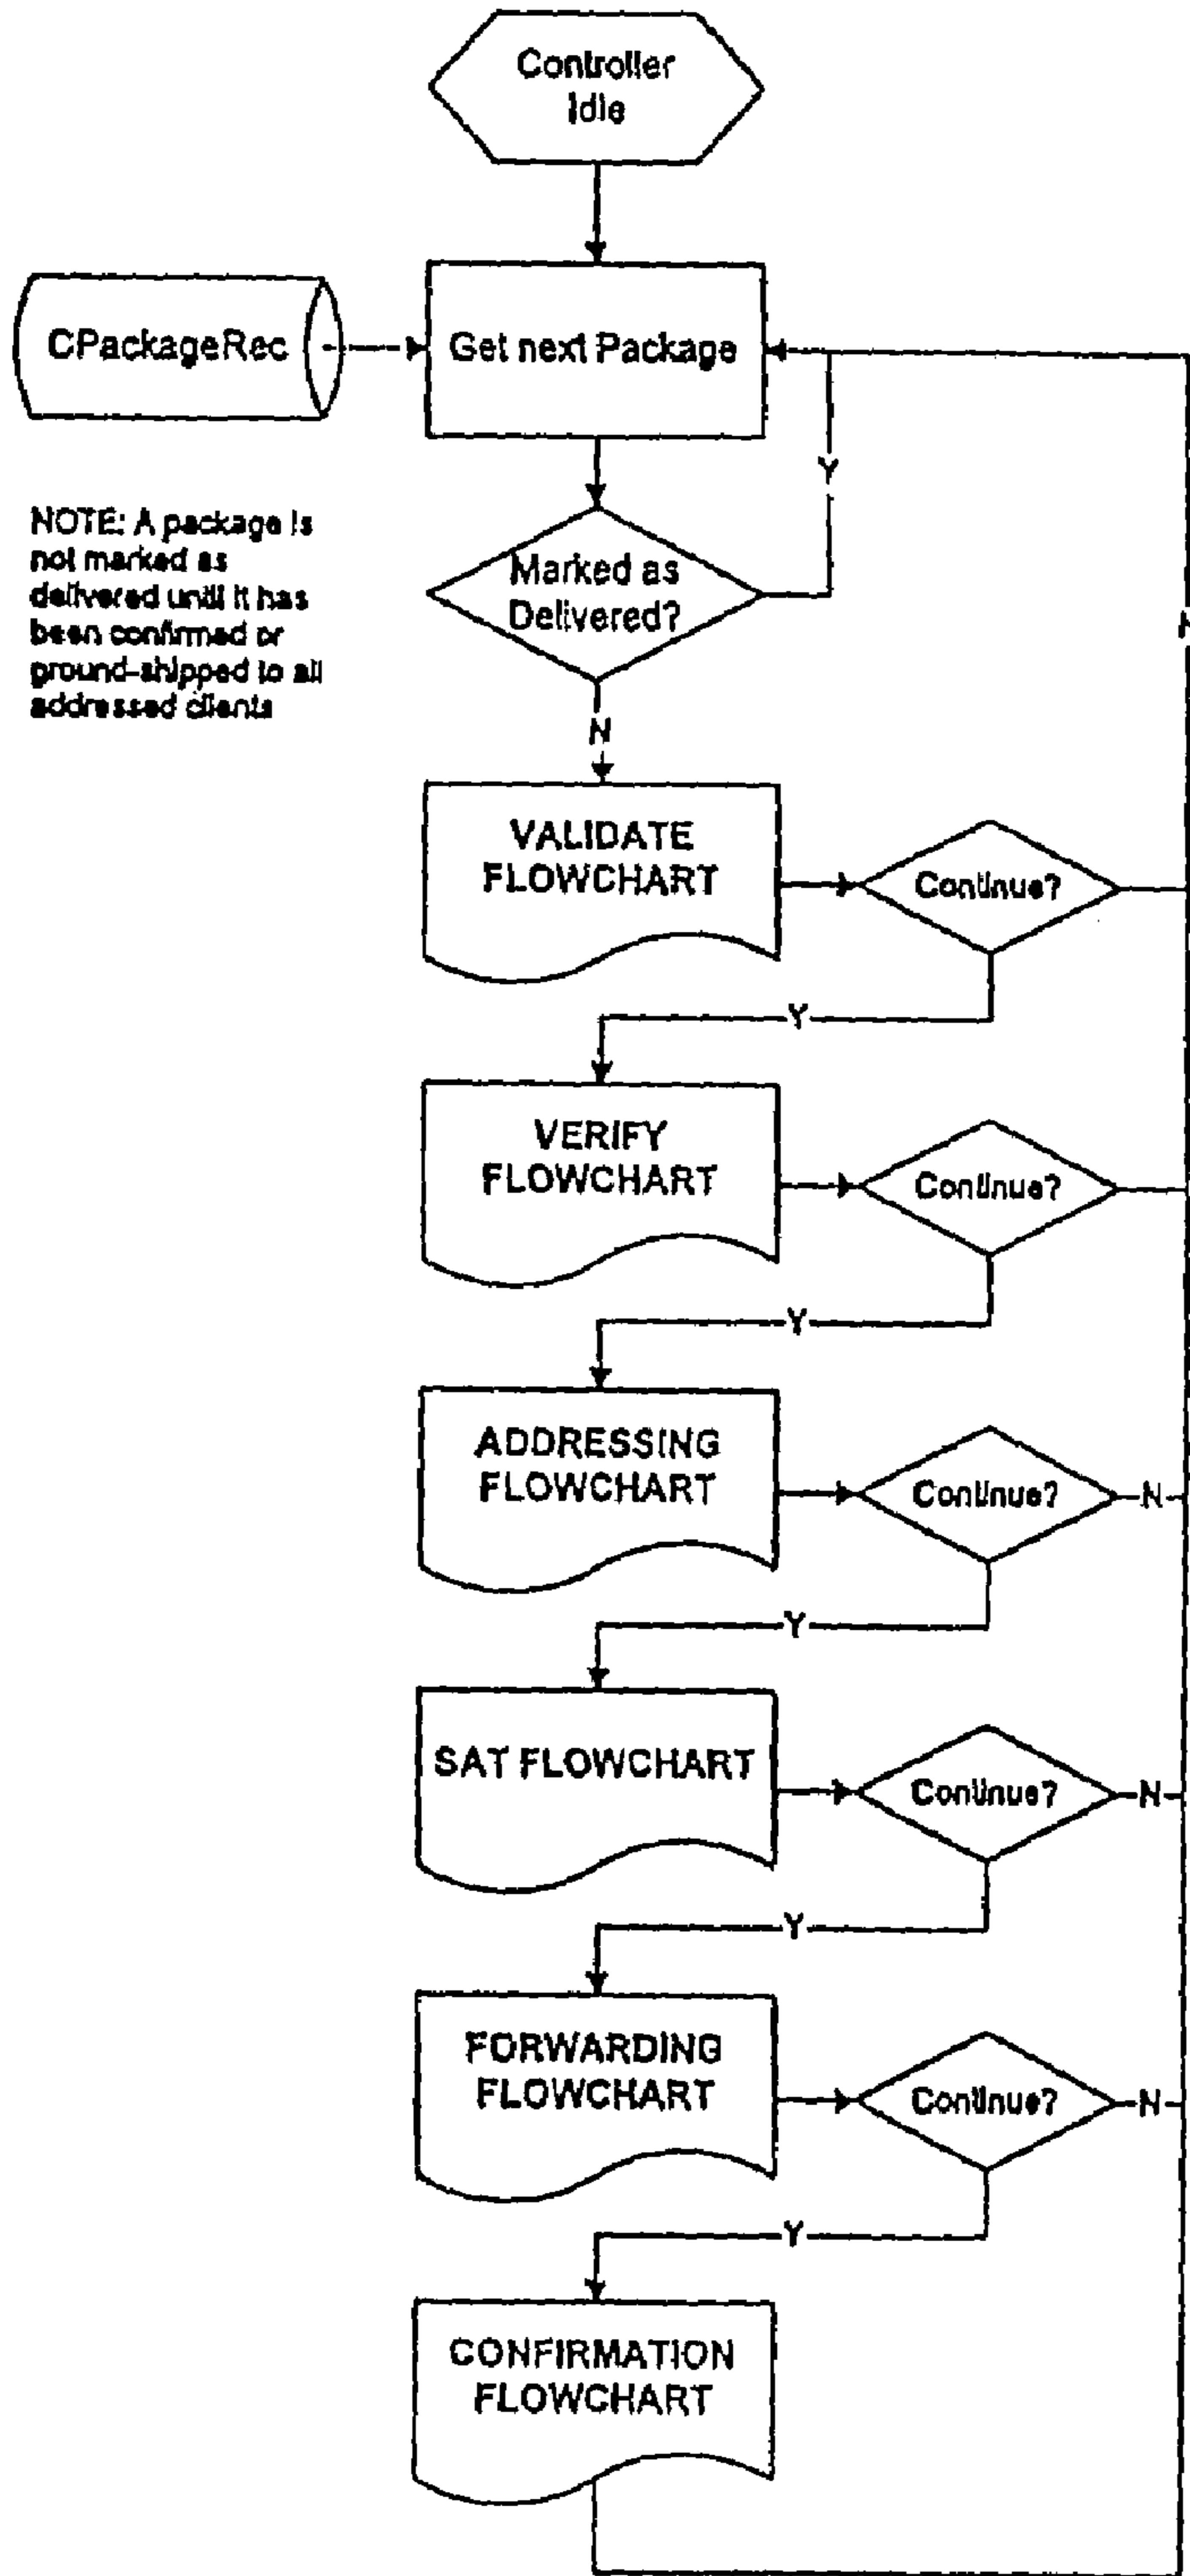 Controller
Idle
CPackageRec
Get next Package
Y
NOTE: A package is
not marked as
delivered until it has
been confirmed or
ground-shipped to all
addressed clients
Marked as
Delivered?
N
N
VALIDATE
FLOWCHART
Continue?
Y
VERIFY
FLOWCHART
Continue?
Y
ADDRESSING
FLOWCHART
Continue?
N
Y
SAT FLOWCHART
Continue?
N
Y
FORWARDING
FLOWCHART
Continue?
N
Y
CONFIRMATION
FLOWCHART